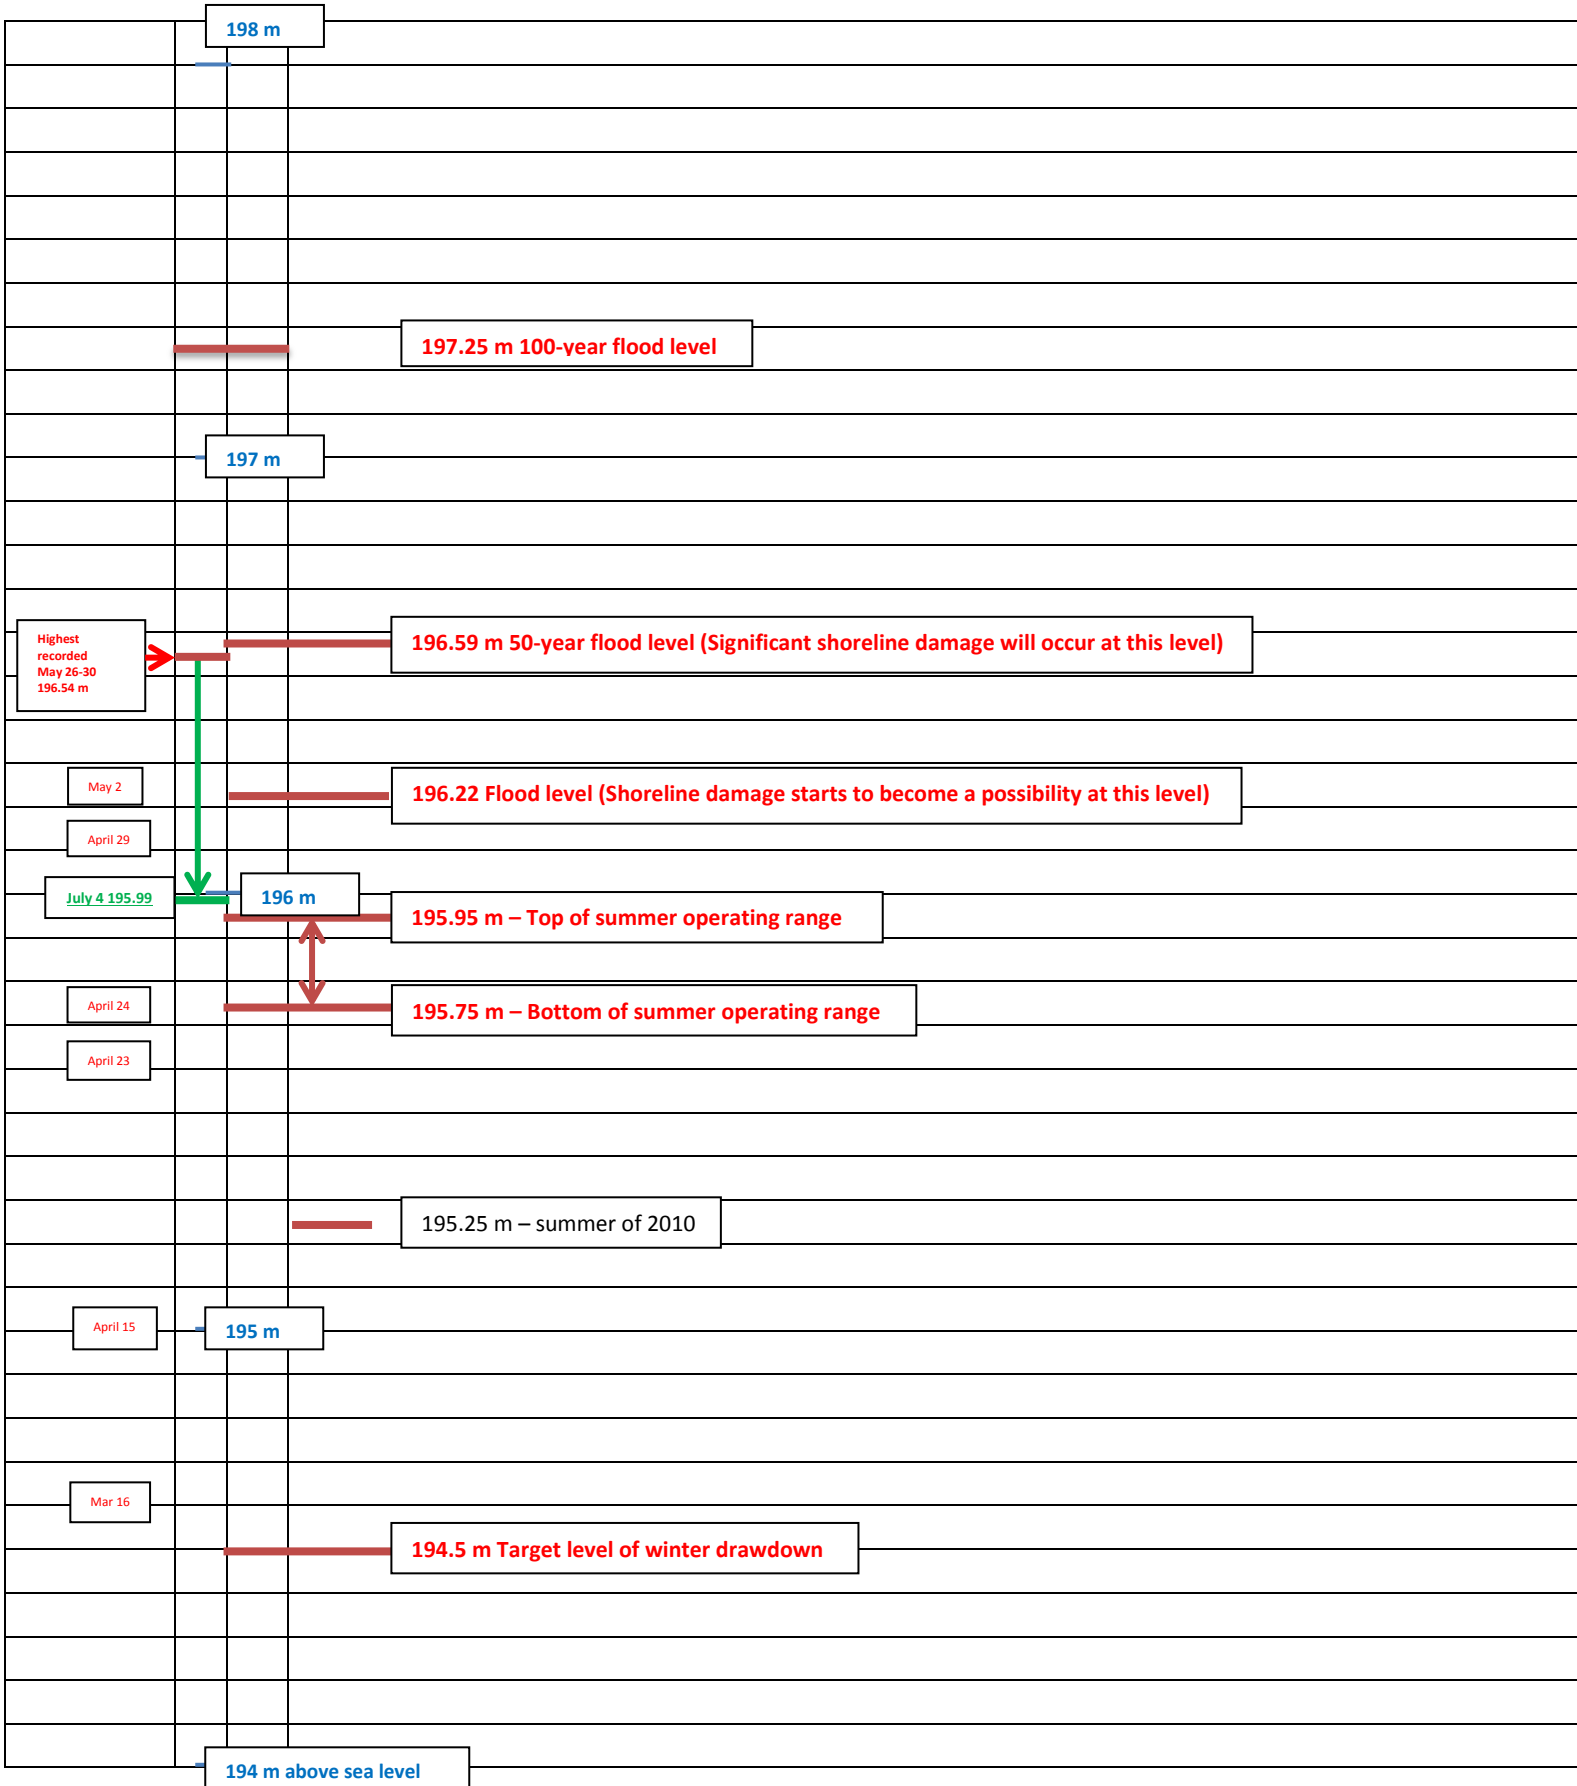 198 m
197.25 m 100-year flood level
197 m
Highest
recorded
May 26-30
196.54 m
196.59 m 50-year flood level (Significant shoreline damage will occur at this level)
May 2
196.22 Flood level (Shoreline damage starts to become a possibility at this level)
April 29
July 4 195.99
196 m
195.95 m – Top of summer operating range
April 24
195.75 m – Bottom of summer operating range
April 23
195.25 m – summer of 2010
April 15
195 m
Mar 16
194.5 m Target level of winter drawdown
194 m above sea level